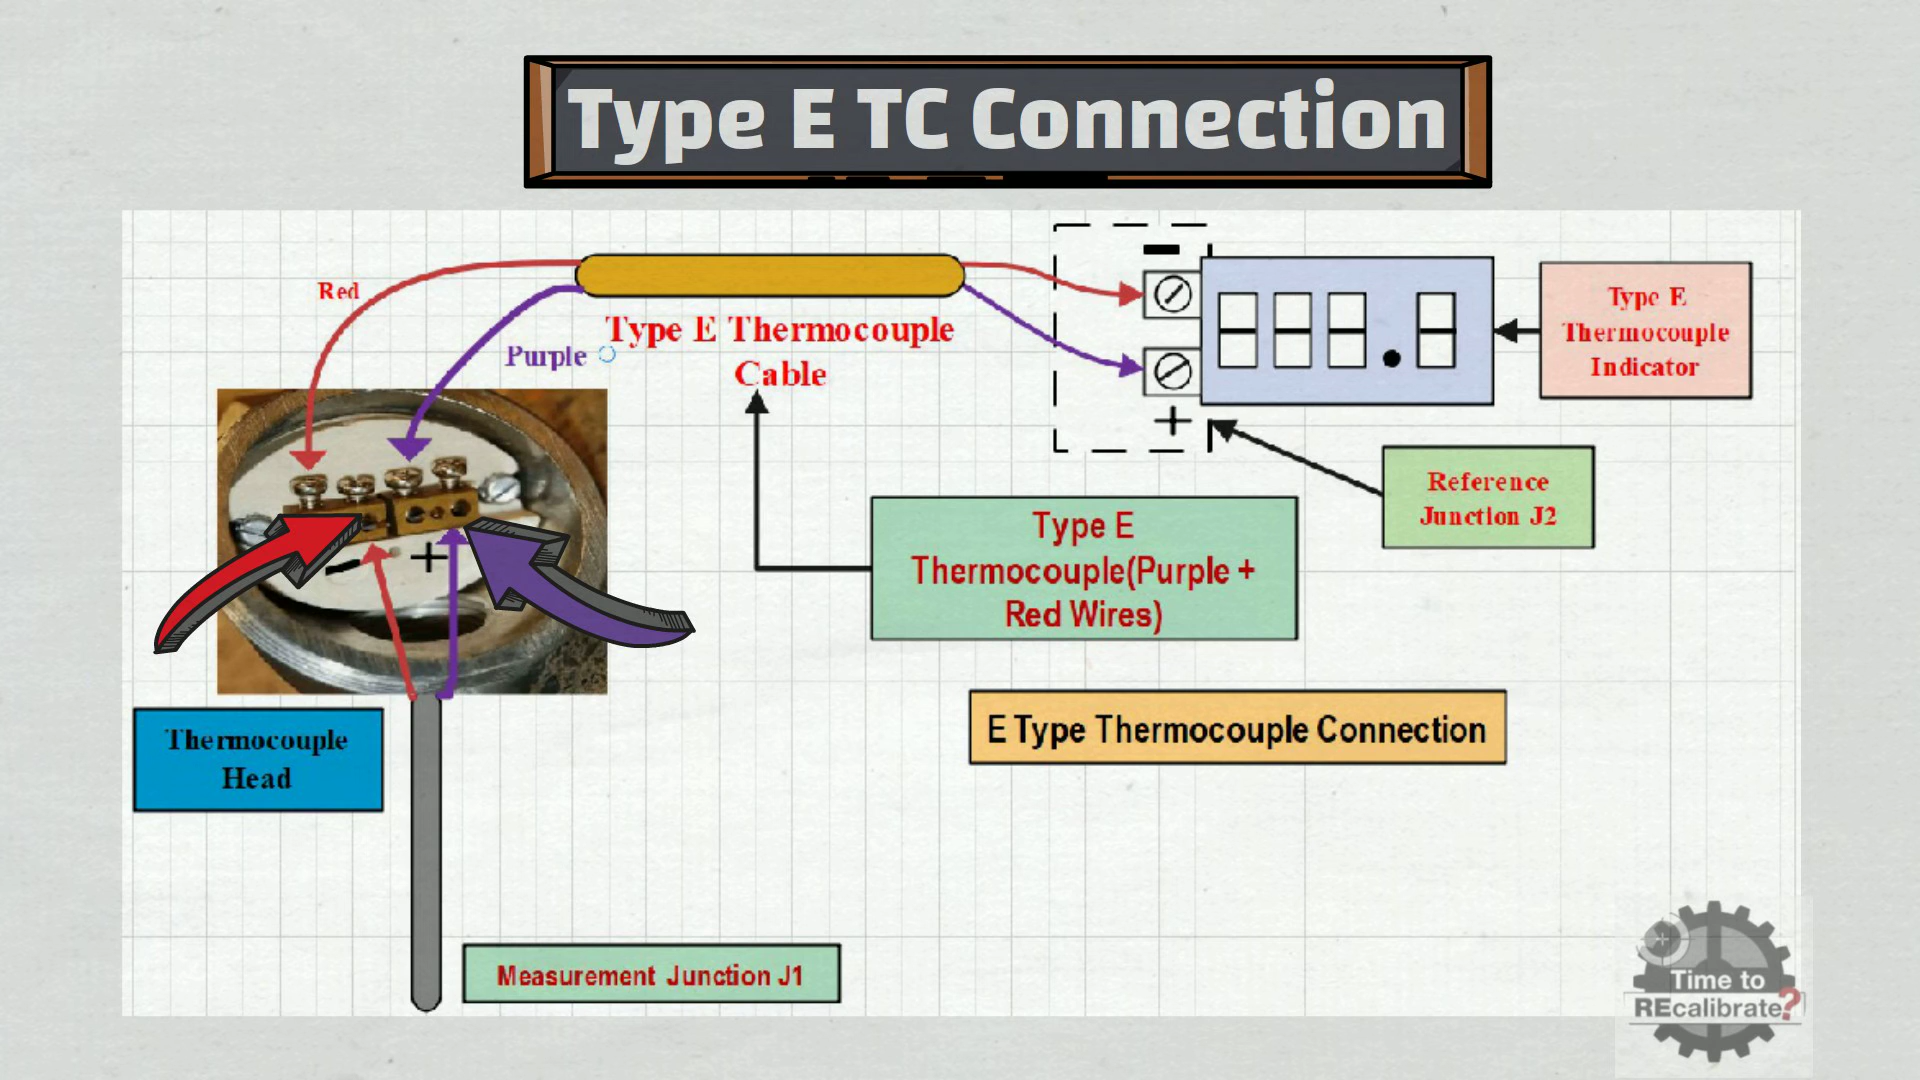 Type E TC Connection
Red
Purple
Type E Thermocouple
Cable
−
+
Type E
Thermocouple
Indicator
Reference
Junction J2
Type E
Thermocouple(Purple +
Red Wires)
− +
E Type Thermocouple Connection
Thermocouple
Head
Measurement Junction J1
Time to
REcalibrate?